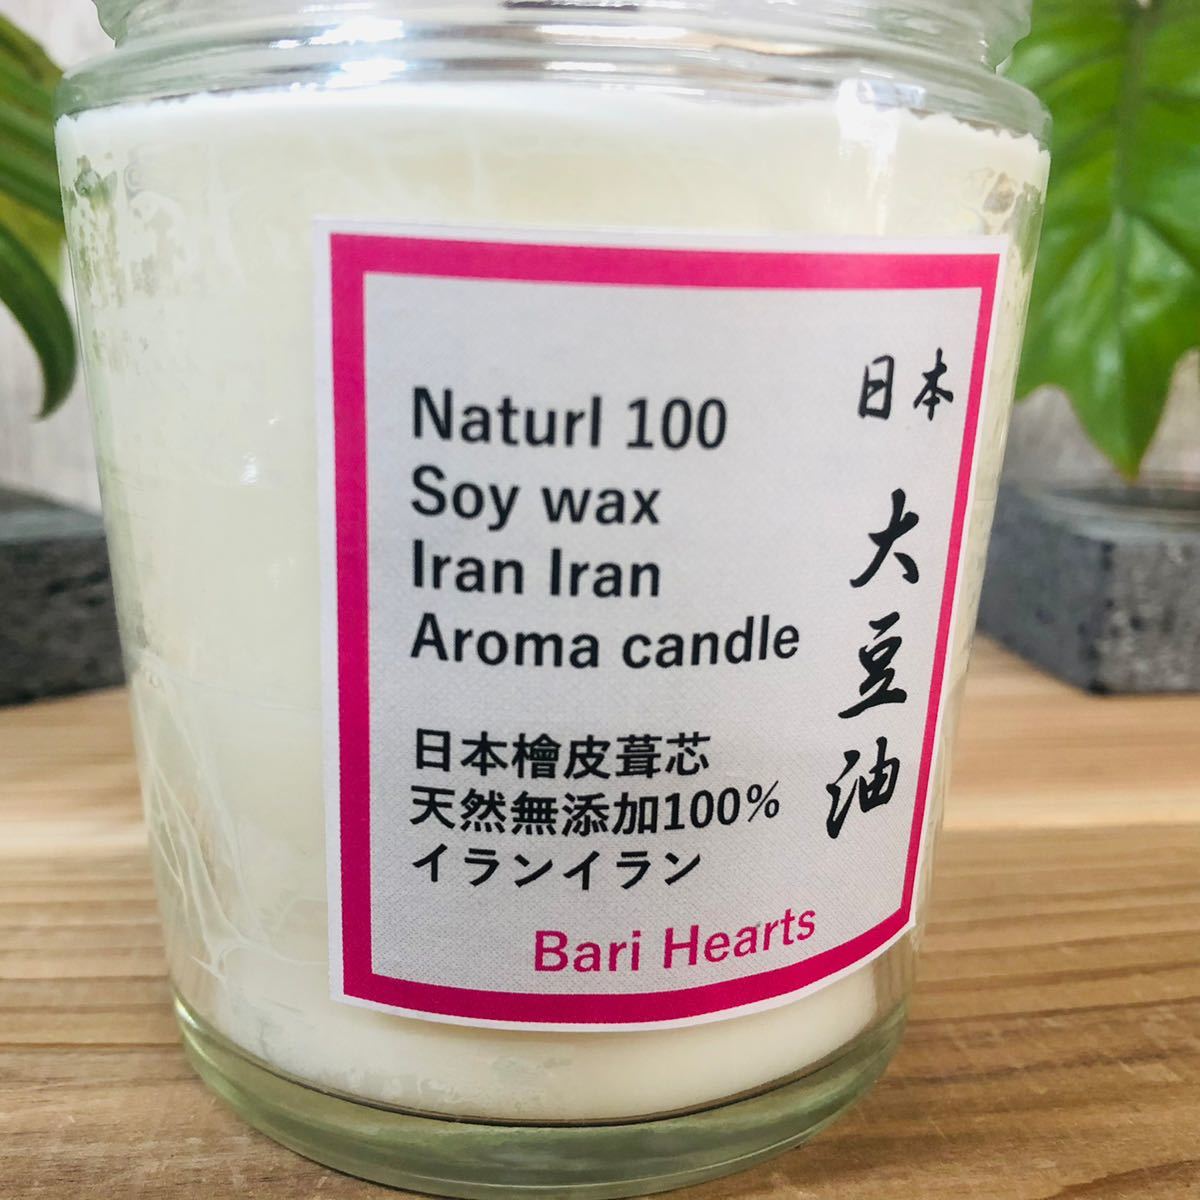 Naturl 100
Soy wax
Iran Iran
Aroma candle
日本檜皮葺芯
天然無添加100%
イランイラン
Bari Hearts
日本
大豆油